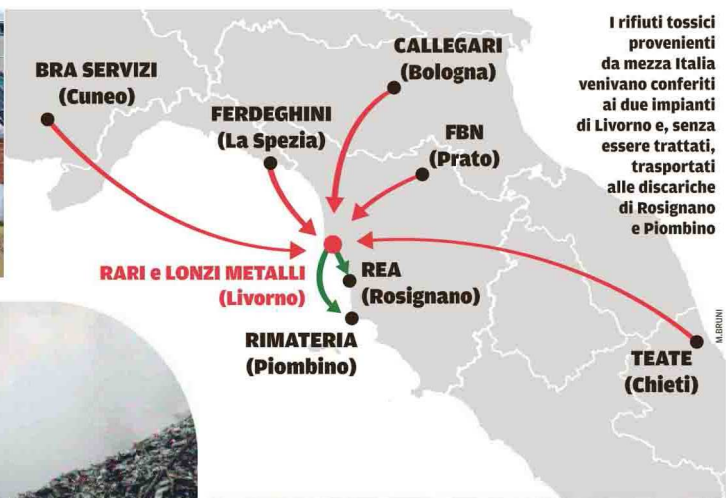 I rifiuti tossici
provenienti
da mezza Italia
venivano conferiti
ai due impianti
di Livorno e, senza
essere trattati,
trasportati
alle discariche
di Rosignano
e Piombino
CALLEGARI
(Bologna)
BRA SERVIZI
(Cuneo)
FERDEGHINI
(La Spezia)
FBN
(Prato)
RARI e LONZI METALLI
(Livorno)
REA
(Rosignano)
RIMATERIA
(Piombino)
TEATE
(Chieti)
M.BRUNI